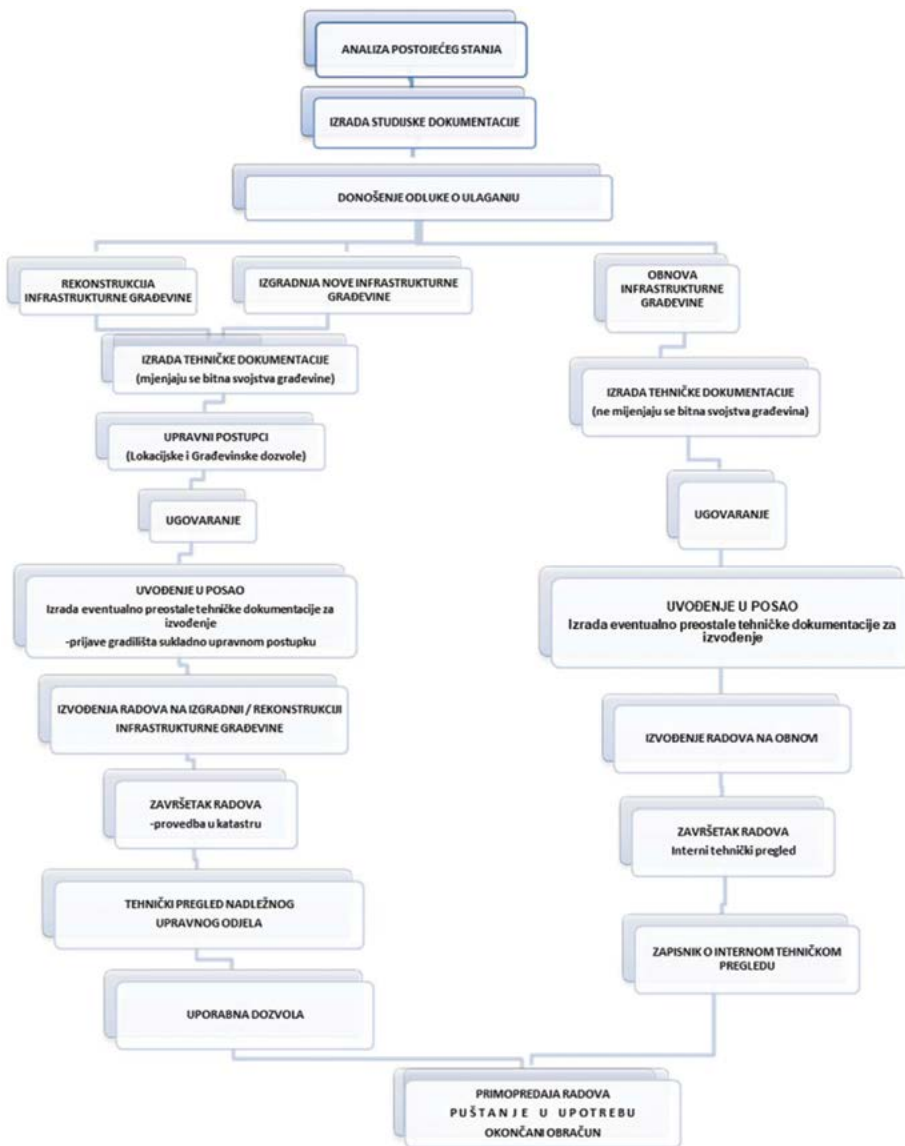 ANALIZA POSTOJEĆEG STANJA
IZRADA STUDIJSKE DOKUMENTACIJE
DONOŠENJE ODLUKE O ULAGANJU
REKONSTRUKCIJA
INFRASTRUKTURNE GRAĐEVINE
IZGRADNJA NOVE INFRASTRUKTURNE
GRAĐEVINE
IZRADA TEHNIČKE DOKUMENTACIJE
(mjenjaju se bitna svojstva građevine)
UPRAVNI POSTUPCI
(Lokacijske i Građevinske dozvole)
UGOVARANJE
UVOĐENJE U POSAO
Izrada eventualno preostale tehničke dokumentacije za
izvođenje
-prijave gradilišta sukladno upravnom postupku
IZVOĐENJA RADOVA NA IZGRADNJI / REKONSTRUKCIJI
INFRASTRUKTURNE GRAĐEVINE
ZAVRŠETAK RADOVA
-provedba u katastru
TEHNIČKI PREGLED NADLEŽNOG
UPRAVNOG ODJELA
UPORABNA DOZVOLA
OBNOVA
INFRASTRUKTURNE
GRAĐEVINE
IZRADA TEHNIČKE DOKUMENTACIJE
(ne mijenjaju se bitna svojstva građevina)
UGOVARANJE
UVOĐENJE U POSAO
Izrada eventualno preostale tehničke dokumentacije za
izvođenje
IZVOĐENJE RADOVA NA OBNOVI
ZAVRŠETAK RADOVA
Interni tehnički pregled
ZAPISNIK O INTERNOM TEHNIČKOM
PREGLEDU
PRIMOPREDAJA RADOVA
PUŠTANJE U UPOTREBU
OKONČANI OBRAČUN